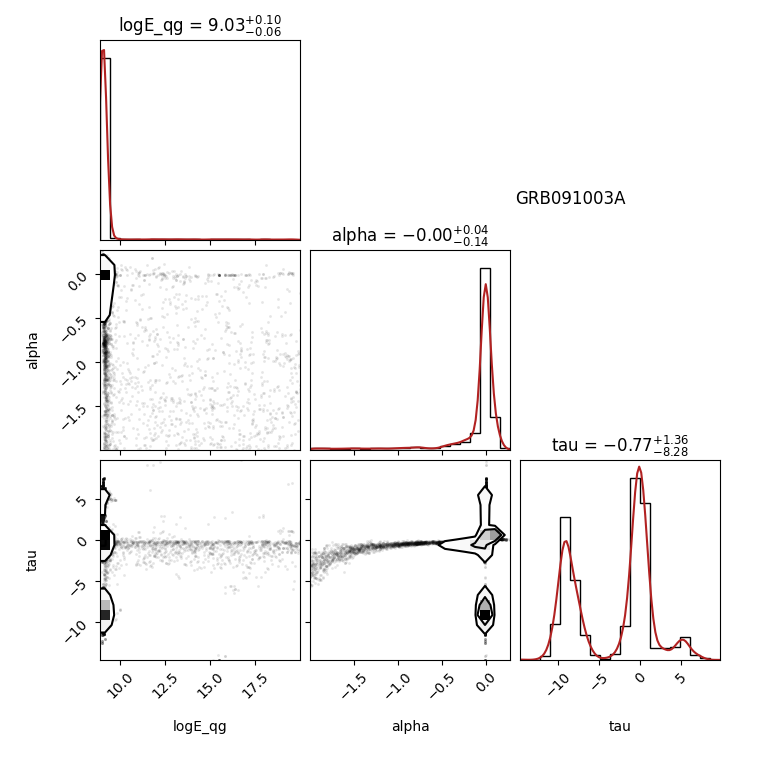 logE_qg = 9.03+0.10 −0.06
GRB091003A
alpha = −0.00+0.04 −0.14
0.0
−0.5
−1.0
−1.5
alpha
tau = −0.77+1.36 −8.28
5
0
−5
−10
tau
10.0 12.5 15.0 17.5 −1.5 −1.0 −0.5 0.0 −10 −5 0 5
logE_qg alpha tau